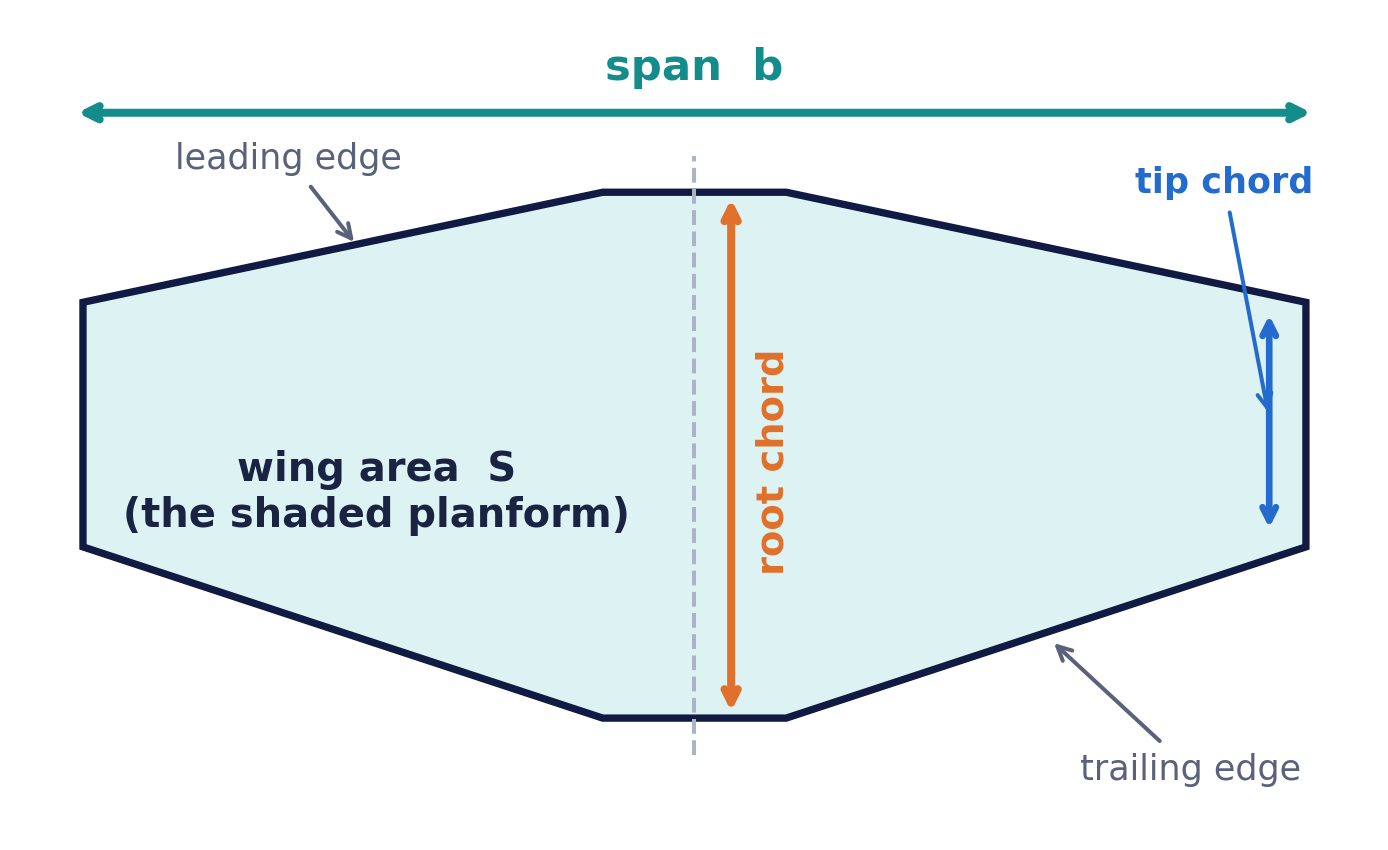 span  b
leading edge
tip chord
root chord
wing area  S
(the shaded planform)
trailing edge